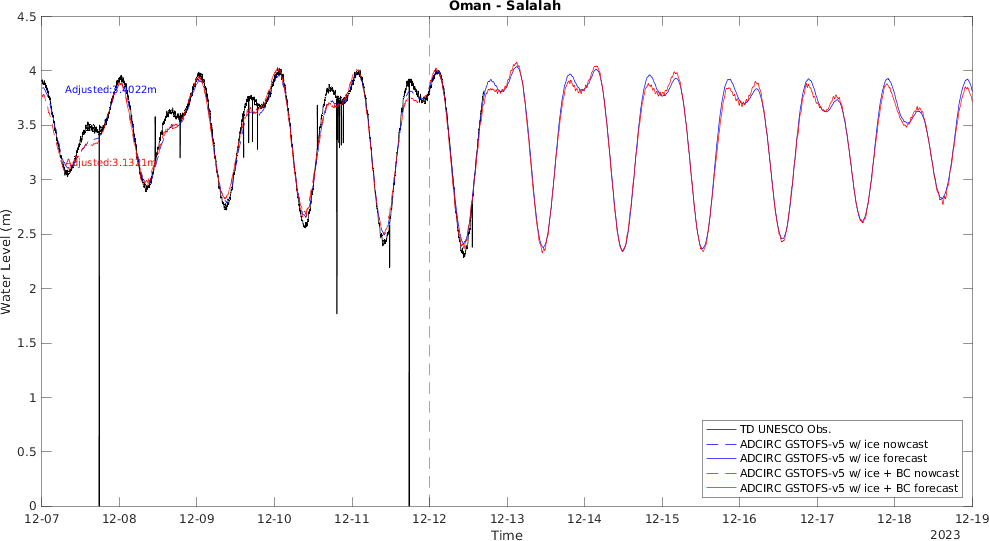 Oman - Salalah
4.5
4
3.5
3
2.5
2
1.5
1
0.5
0
Water Level (m)
Adjusted:3.4022m
Adjusted:3.1321m
TD UNESCO Obs.
ADCIRC GSTOFS-v5 w/ ice nowcast
ADCIRC GSTOFS-v5 w/ ice forecast
ADCIRC GSTOFS-v5 w/ ice + BC nowcast
ADCIRC GSTOFS-v5 w/ ice + BC forecast
12-07 12-08 12-09 12-10 12-11 12-12 12-13 12-14 12-15 12-16 12-17 12-18 12-19
Time
2023